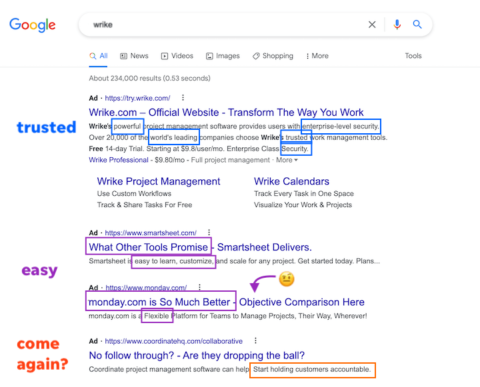 Google
wrike
All News Videos Images Shopping More Tools
About 234,000 results (0.53 seconds)
Ad · https://try.wrike.com/
Wrike.com – Official Website - Transform The Way You Work
trusted
Wrike's powerful project management software provides users with enterprise-level security.
Over 20,000 of the world's leading companies choose Wrike's trusted work management tools.
Free 14-day Trial. Starting at $9.8/user/mo. Enterprise Class Security.
Wrike Professional - $9.80/mo. - Full project management · More
Wrike Project Management Wrike Calendars
Use Custom Workflows Track Every Task In One Space
Track & Share Tasks For Free Visualize Your Work & Projects
Ad · https://www.smartsheet.com/
What Other Tools Promise - Smartsheet Delivers.
Smartsheet is easy to learn, customize, and scale for any project. Get started today. Plans...
easy
Ad · https://www.monday.com/
monday.com is So Much Better - Objective Comparison Here
monday.com is a Flexible Platform for Teams to Manage Projects, Their Way, Wherever!
come
again?
Ad · https://www.coordinatehq.com/collaborative
No follow through? - Are they dropping the ball?
Coordinate project management software can help. Start holding customers accountable.